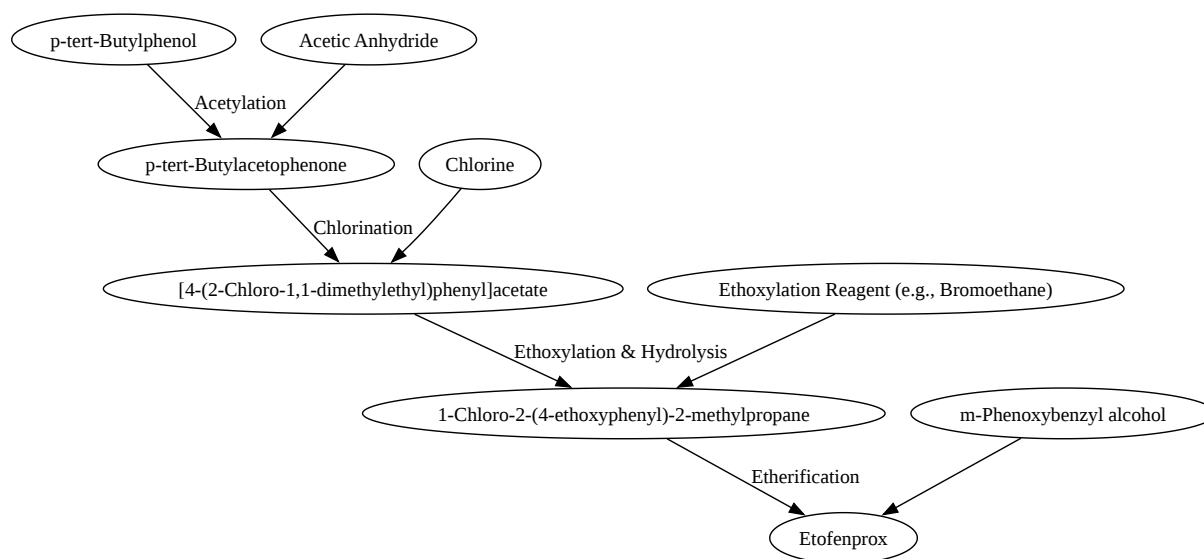 p-tert-Butylphenol
Acetic Anhydride
Acetylation
p-tert-Butylacetophenone
Chlorine
Chlorination
[4-(2-Chloro-1,1-dimethylethyl)phenyl]acetate
Ethoxylation Reagent (e.g., Bromoethane)
Ethoxylation & Hydrolysis
1-Chloro-2-(4-ethoxyphenyl)-2-methylpropane
m-Phenoxybenzyl alcohol
Etherification
Etofenprox